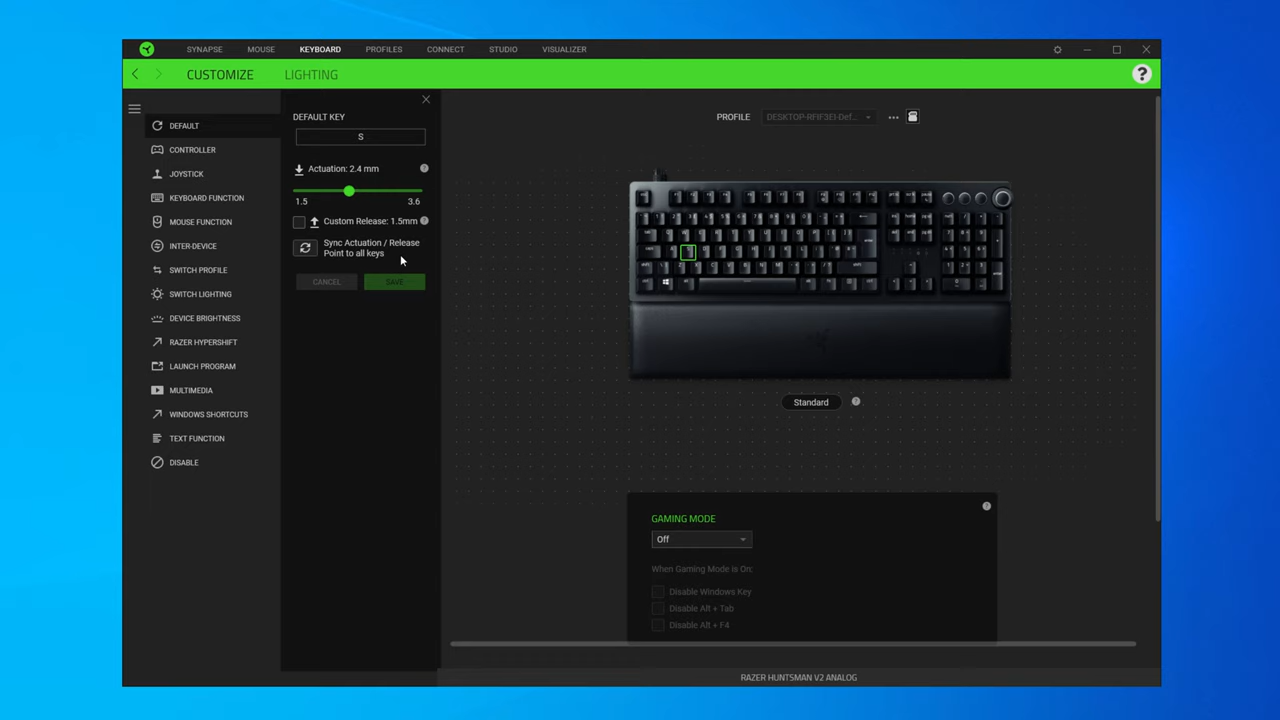 SYNAPSE MOUSE KEYBOARD PROFILES CONNECT STUDIO VISUALIZER
CUSTOMIZE LIGHTING
?
DEFAULT
CONTROLLER
JOYSTICK
KEYBOARD FUNCTION
MOUSE FUNCTION
INTER-DEVICE
SWITCH PROFILE
SWITCH LIGHTING
DEVICE BRIGHTNESS
RAZER HYPERSHIFT
LAUNCH PROGRAM
MULTIMEDIA
WINDOWS SHORTCUTS
TEXT FUNCTION
DISABLE
DEFAULT KEY
S
Actuation: 2.4 mm ?
1.5 3.6
Custom Release: 1.5mm ?
Sync Actuation / Release
Point to all keys
CANCEL SAVE
PROFILE DESKTOP-RFIF3EI-Def...
Standard ?
GAMING MODE ?
Off
When Gaming Mode is On:
Disable Windows Key
Disable Alt + Tab
Disable Alt + F4
RAZER HUNTSMAN V2 ANALOG